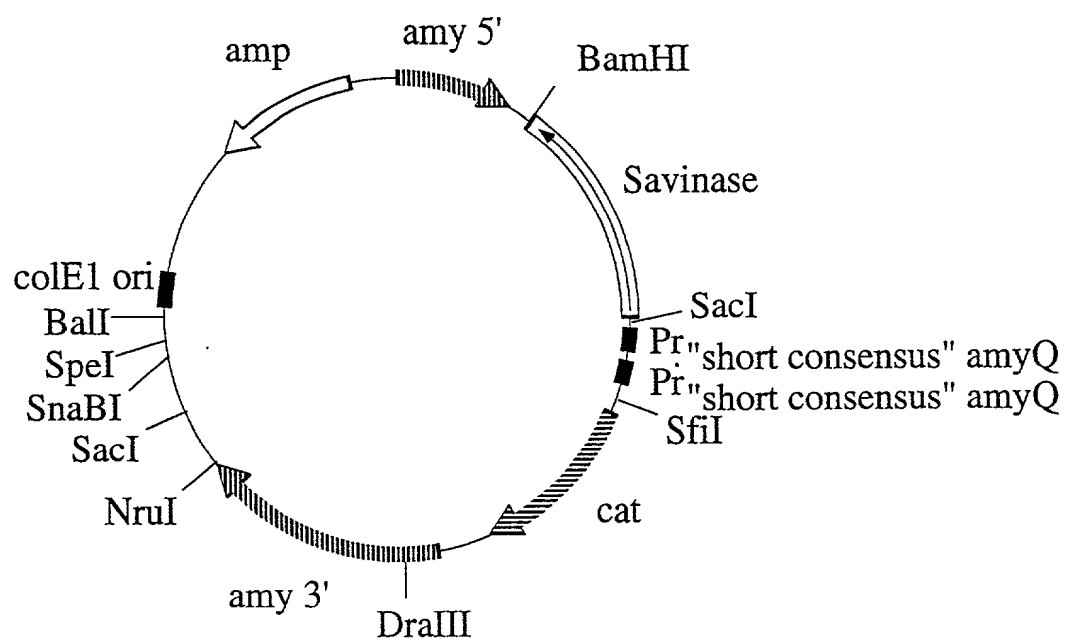 amp
amy 5'
BamHI
Savinase
SacI
Pr "short consensus" amyQ
Pr "short consensus" amyQ
SfiI
cat
DraIII
amy 3'
NruI
SacI
SnaBI
SpeI
BalI
colE1 ori